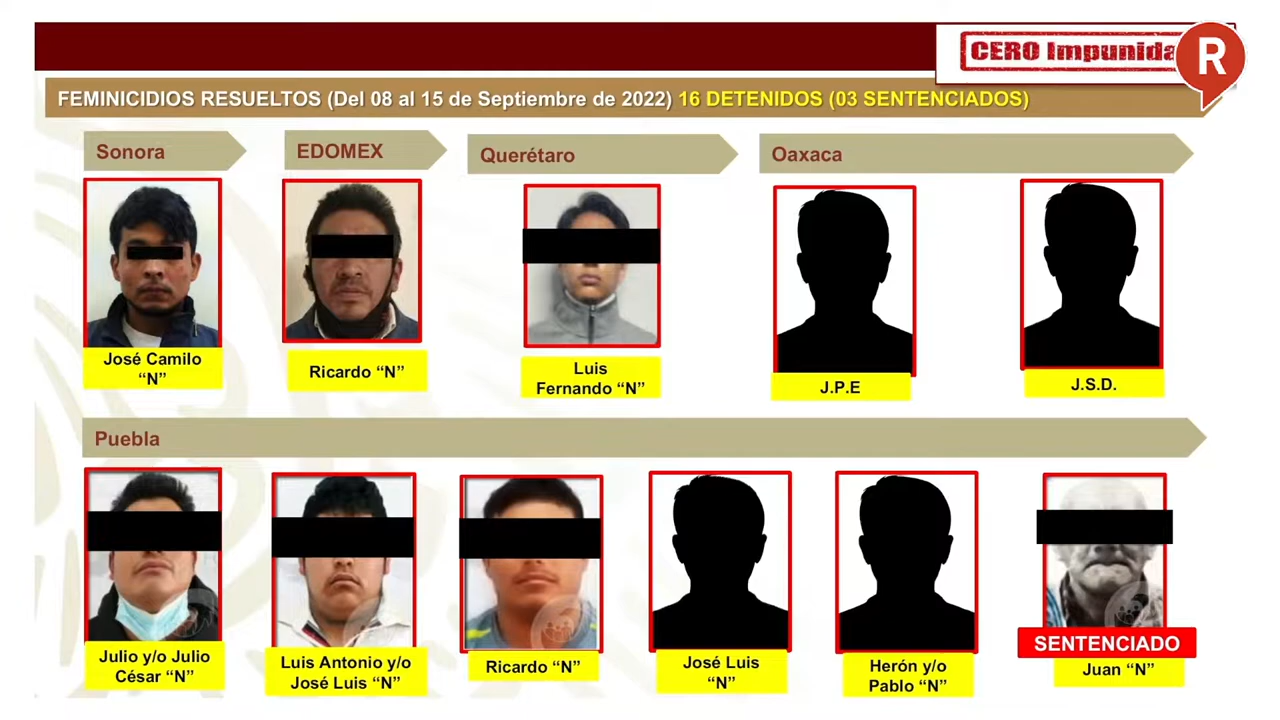 CERO Impunida
R
FEMINICIDIOS RESUELTOS (Del 08 al 15 de Septiembre de 2022) 16 DETENIDOS (03 SENTENCIADOS)
Sonora
EDOMEX
Querétaro
Oaxaca
José Camilo
“N”
Ricardo “N”
Luis
Fernando “N”
J.P.E
J.S.D.
Puebla
Julio y/o Julio
César “N”
Luis Antonio y/o
José Luis “N”
Ricardo “N”
José Luis
“N”
Herón y/o
Pablo “N”
SENTENCIADO
Juan “N”